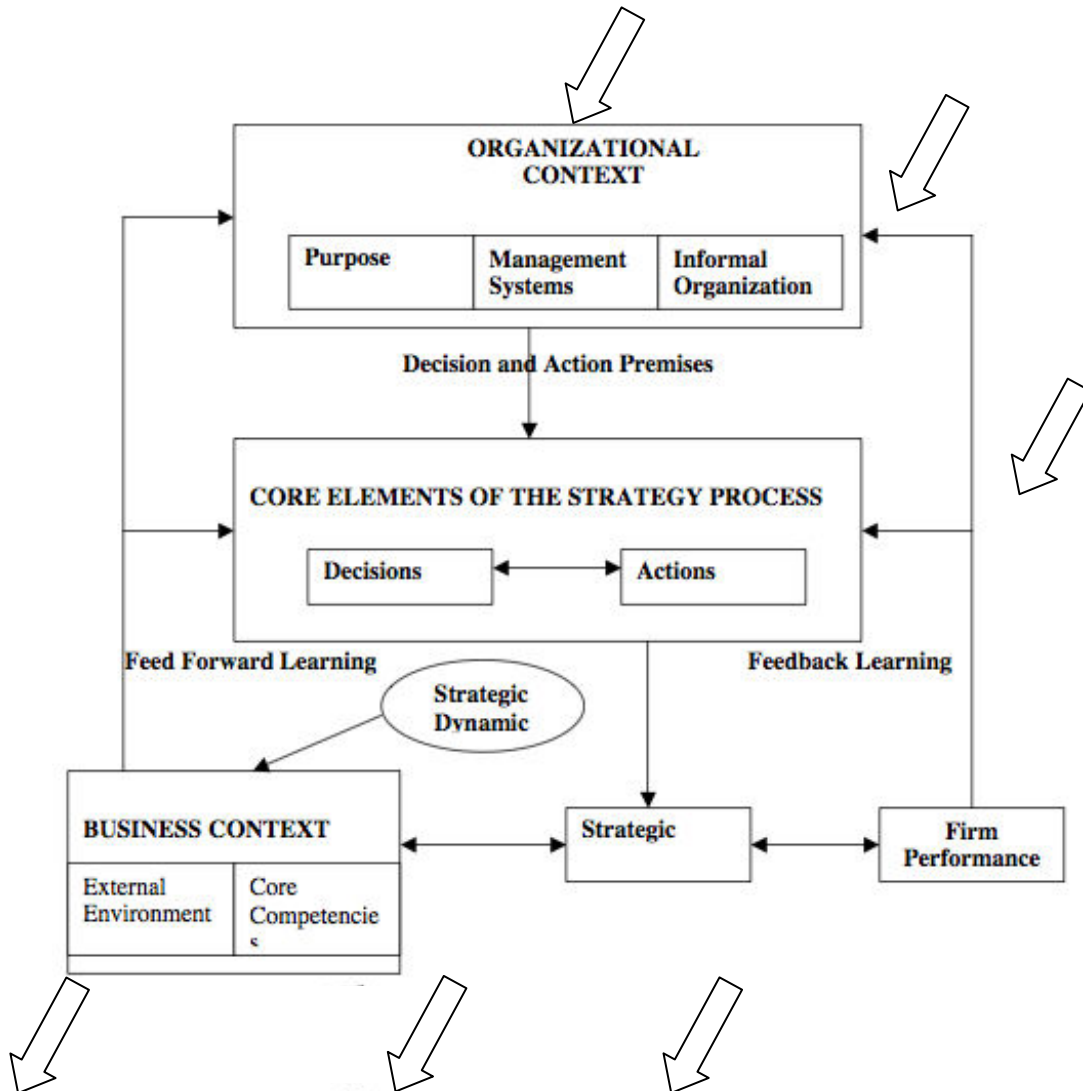 ORGANIZATIONAL
CONTEXT
Purpose
Management
Systems
Informal
Organization
Decision and Action Premises
CORE ELEMENTS OF THE STRATEGY PROCESS
Decisions
Actions
Feed Forward Learning
Feedback Learning
Strategic
Dynamic
BUSINESS CONTEXT
External
Environment
Core
Competencie
s
Strategic
Firm
Performance